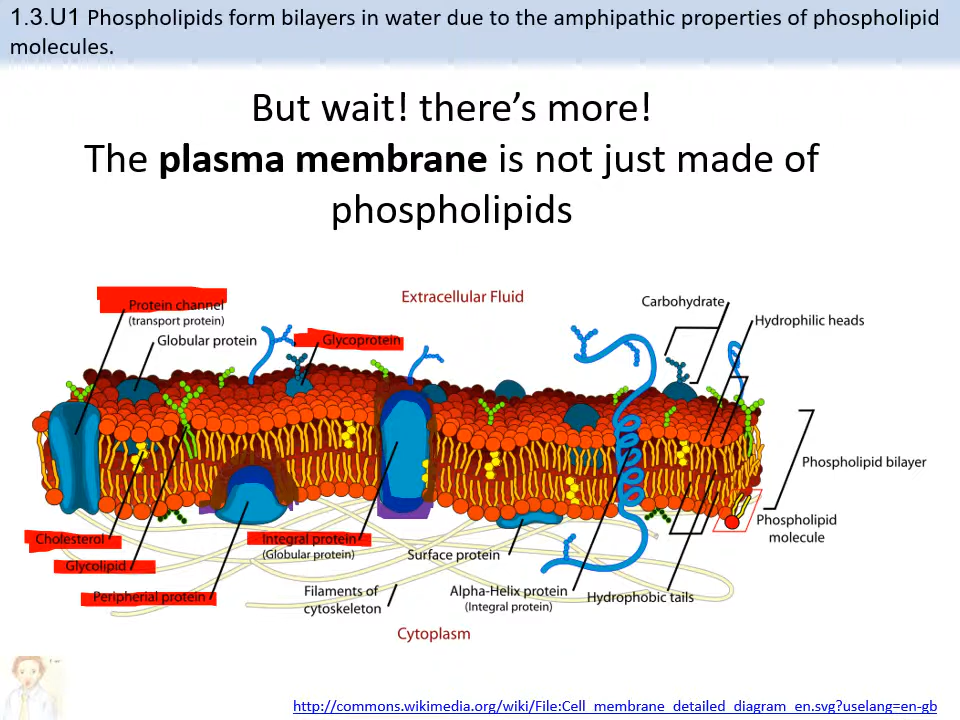 1.3.U1 Phospholipids form bilayers in water due to the amphipathic properties of phospholipid
molecules.
But wait! there’s more!
The plasma membrane is not just made of
phospholipids
Extracellular Fluid
Carbohydrate
Hydrophilic heads
Protein channel
(transport protein)
Globular protein
Glycoprotein
Phospholipid bilayer
Phospholipid
molecule
Cholesterol
Glycolipid
Peripherial protein
Integral protein
(Globular protein)
Filaments of
cytoskeleton
Surface protein
Alpha-Helix protein
(Integral protein)
Hydrophobic tails
Cytoplasm
http://commons.wikimedia.org/wiki/File:Cell_membrane_detailed_diagram_en.svg?uselang=en-gb